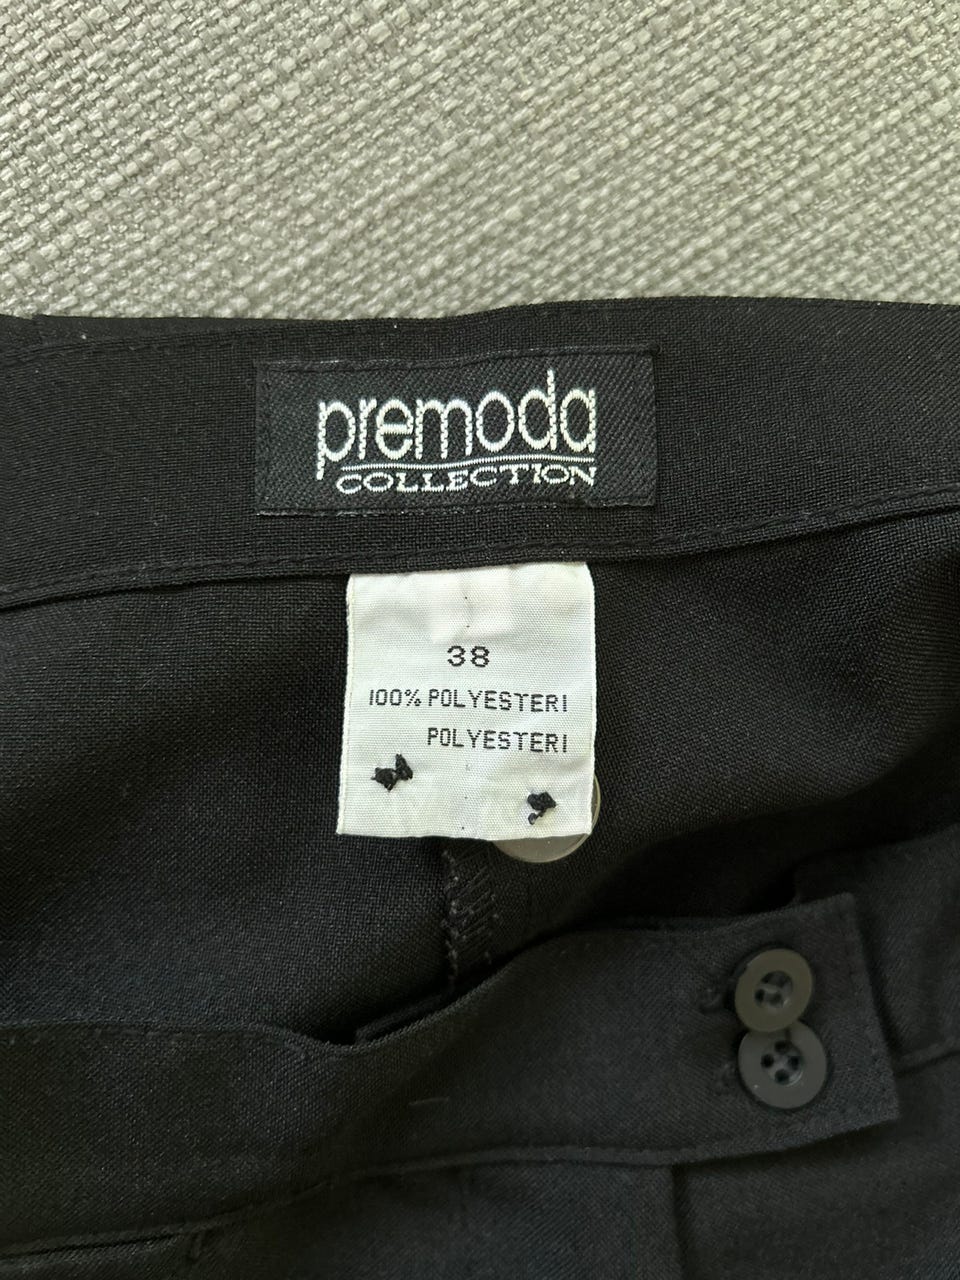 premoda
COLLECTION
38
100% POLYESTERI
POLYESTERI